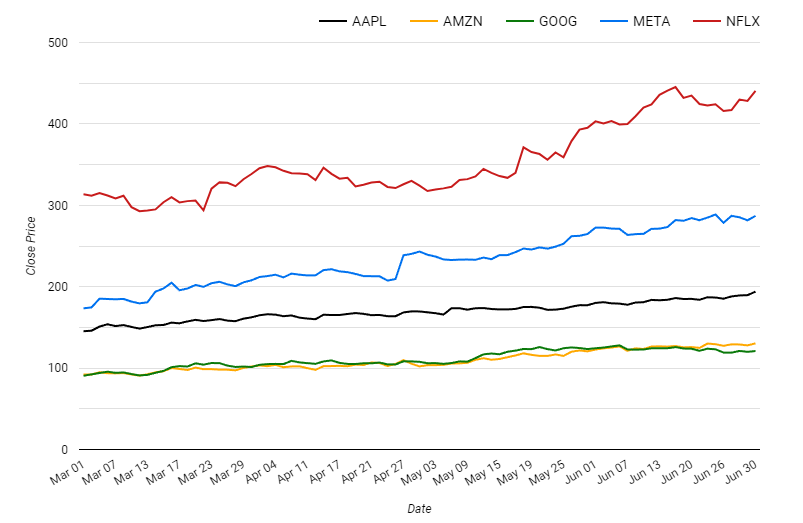 AAPL AMZN GOOG META NFLX
500
400
300
200
100
0
Close Price
Mar 01 Mar 07 Mar 13 Mar 17 Mar 23 Mar 29 Apr 04 Apr 11 Apr 17 Apr 21 Apr 27 May 03 May 09 May 15 May 19 May 25 Jun 01 Jun 07 Jun 13 Jun 20 Jun 26 Jun 30
Date